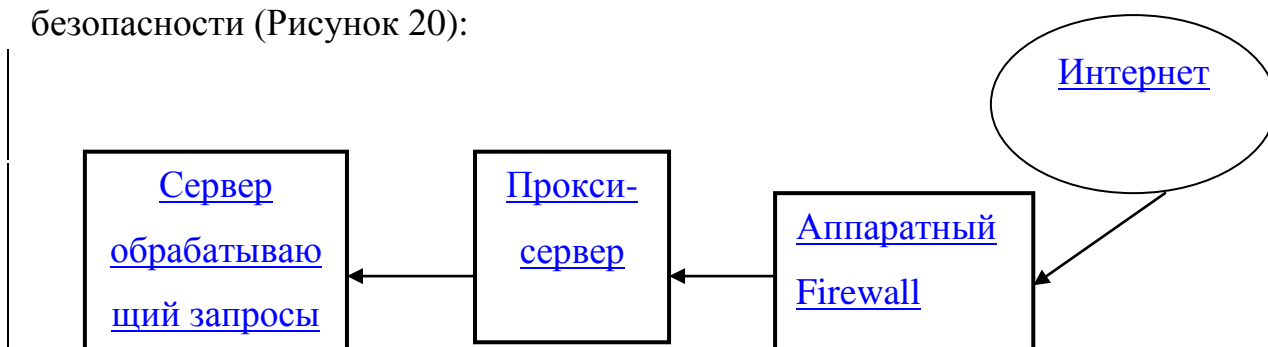 безопасности (Рисунок 20):
Интернет
Сервер
обрабатываю
щий запросы
Прокси-
сервер
Аппаратный
Firewall